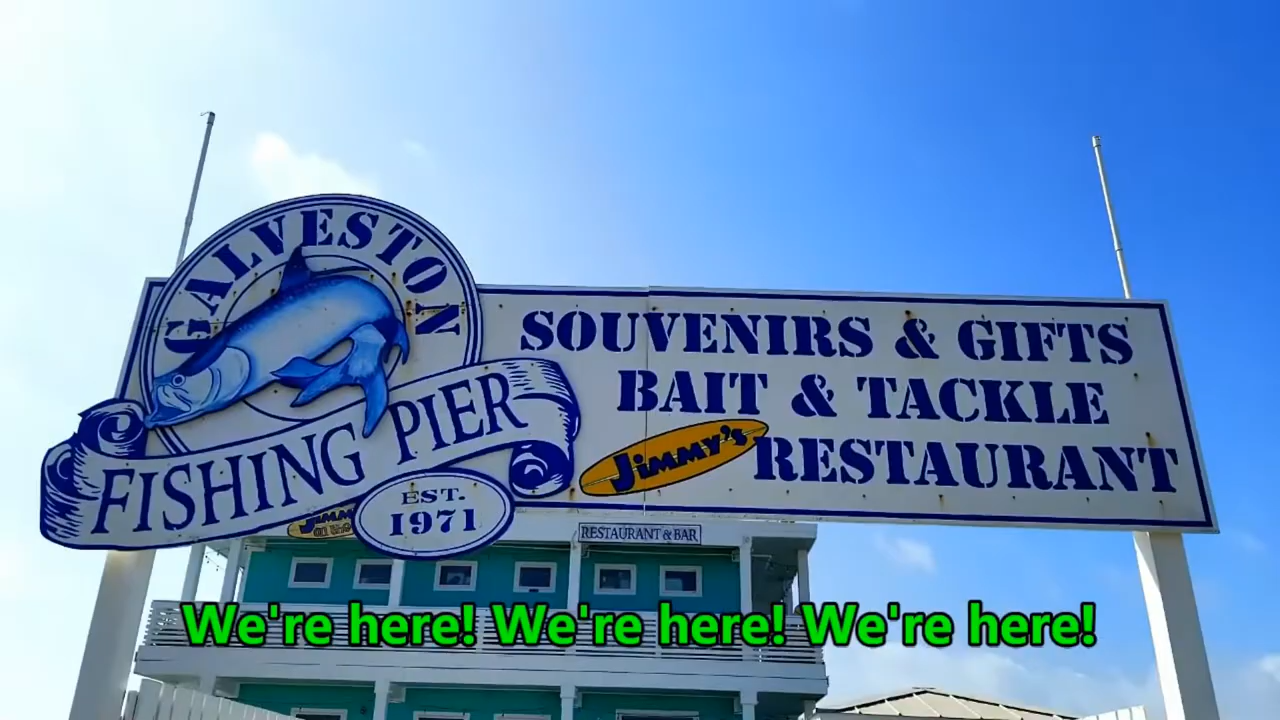 GALVESTON
FISHING PIER
EST.
1971
SOUVENIRS & GIFTS
BAIT & TACKLE
JIMMY'S RESTAURANT
JIMMY'S
RESTAURANT & BAR
We're here! We're here! We're here!